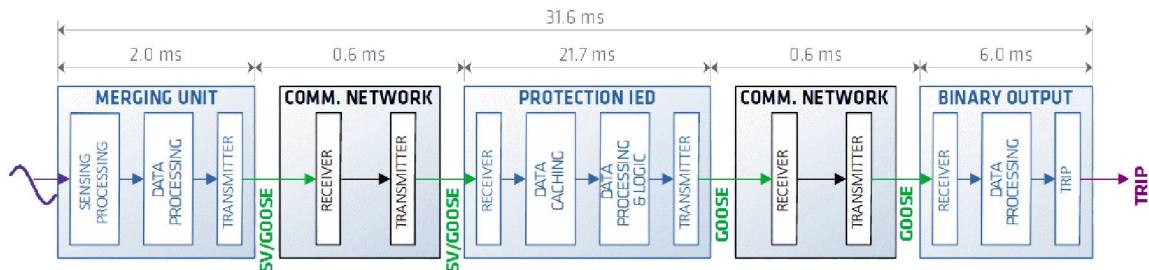 31.6 ms
2.0 ms
0.6 ms
21.7 ms
0.6 ms
6.0 ms
MERGING UNIT
COMM. NETWORK
PROTECTION IED
COMM. NETWORK
BINARY OUTPUT
SENSING
PROCESSING
DATA
PROCESSING
TRANSMITTER
SV/GOOSE
RECEIVER
TRANSMITTER
SV/GOOSE
RECEIVER
DATA
CACHING
DATA
PROCESSING
& LOGIC
TRANSMITTER
GOOSE
RECEIVER
TRANSMITTER
GOOSE
RECEIVER
DATA
PROCESSING
TRIP
TRIP